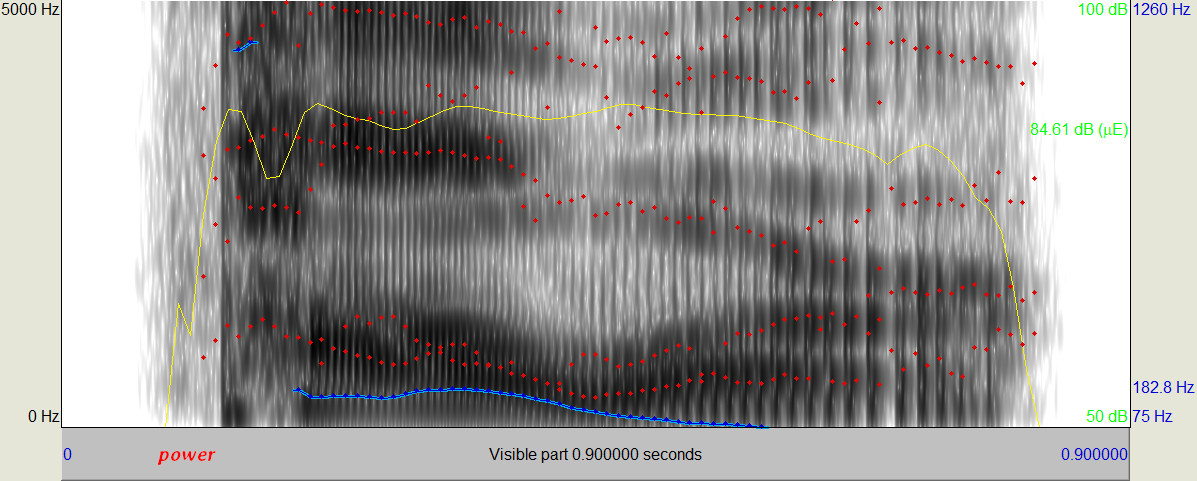 5000 Hz
100 dB
1260 Hz
84.61 dB (µE)
182.8 Hz
0 Hz
50 dB
75 Hz
0
power
Visible part 0.900000 seconds
0.900000